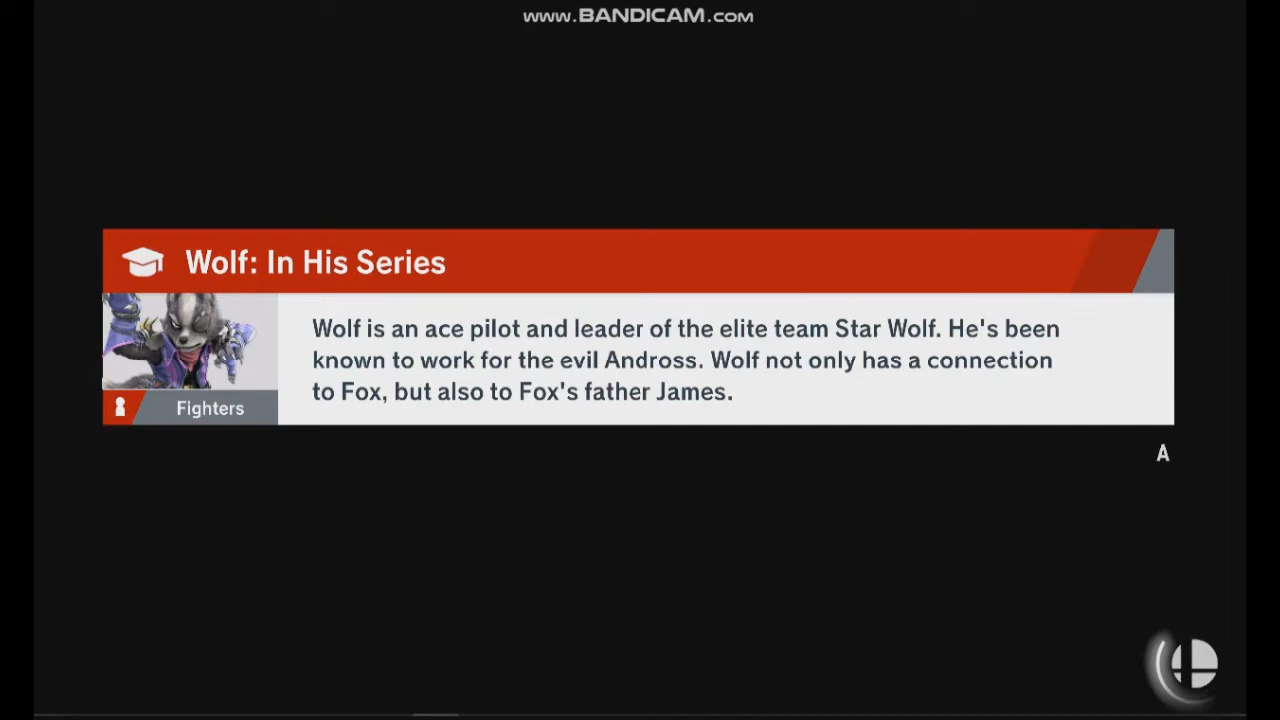 www.BANDICAM.com
Wolf: In His Series
Wolf is an ace pilot and leader of the elite team Star Wolf. He's been
known to work for the evil Andross. Wolf not only has a connection
to Fox, but also to Fox's father James.
Fighters
A